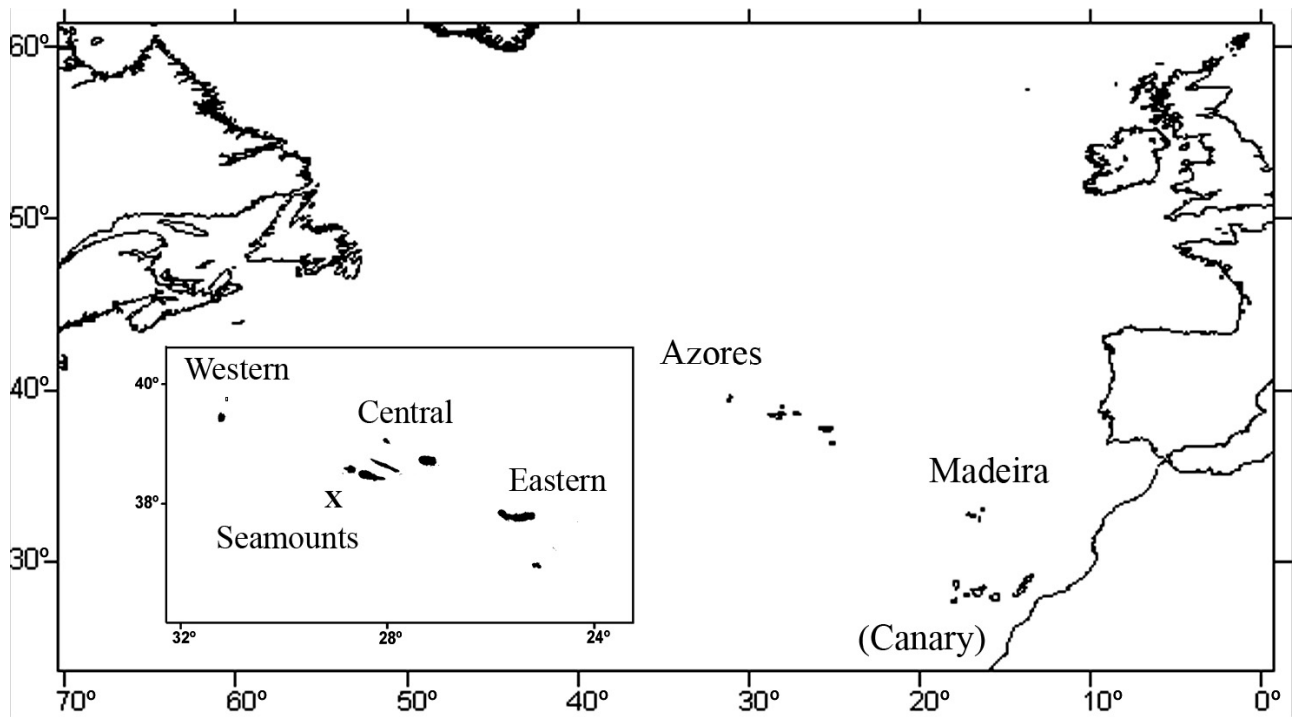 60º
50º
40º
30º
Azores
Madeira
(Canary)
Western
Central
Eastern
X
Seamounts
40º
38º
32º
28º
24º
70º
60º
50º
40º
30º
20º
10º
0º